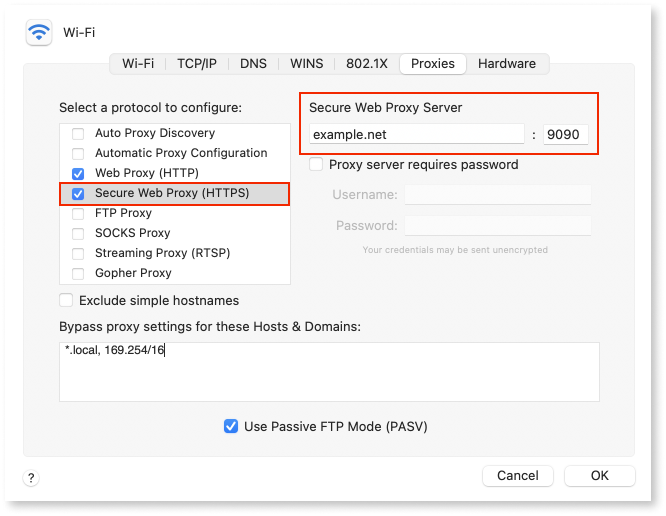 Wi-Fi
Wi-Fi TCP/IP DNS WINS 802.1X Proxies Hardware
Select a protocol to configure:
Auto Proxy Discovery
Automatic Proxy Configuration
Web Proxy (HTTP)
Secure Web Proxy (HTTPS)
FTP Proxy
SOCKS Proxy
Streaming Proxy (RTSP)
Gopher Proxy
Secure Web Proxy Server
example.net : 9090
Proxy server requires password
Username:
Password:
Your credentials may be sent unencrypted
Exclude simple hostnames
Bypass proxy settings for these Hosts & Domains:
*.local, 169.254/16
Use Passive FTP Mode (PASV)
? Cancel OK